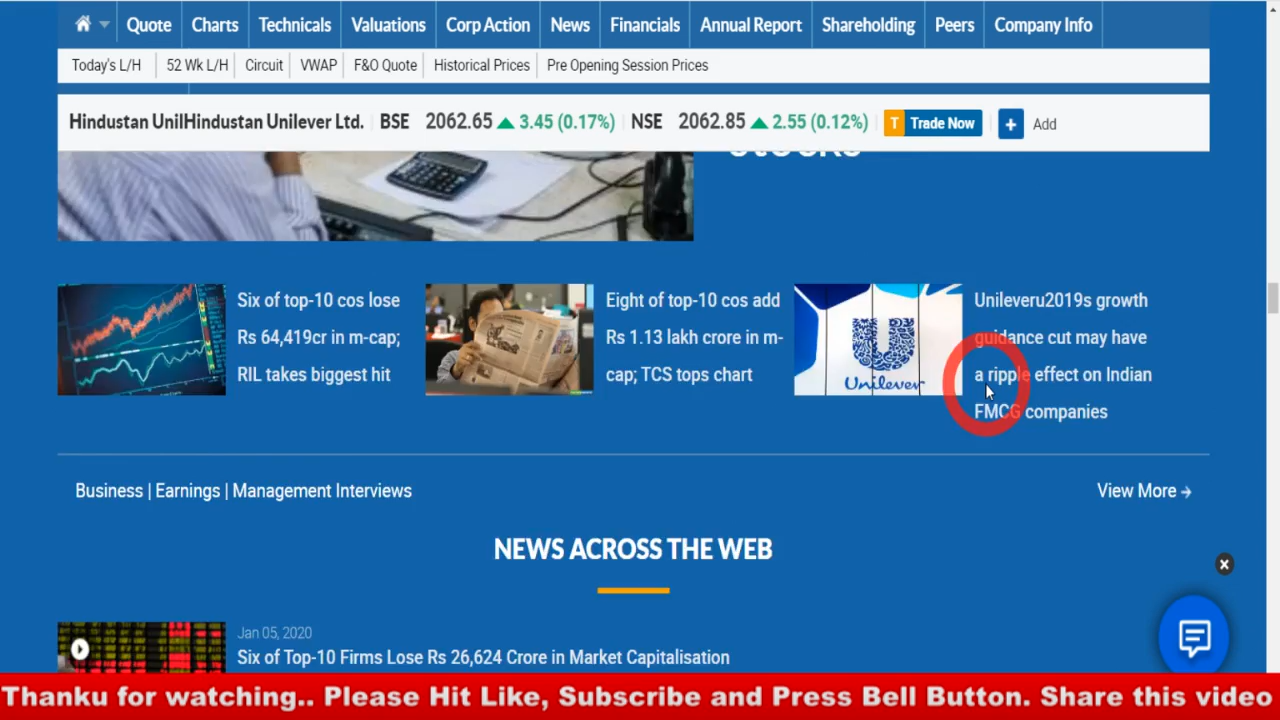 Quote Charts Technicals Valuations Corp Action News Financials Annual Report Shareholding Peers Company Info
Today's L/H 52 Wk L/H Circuit VWAP F&O Quote Historical Prices Pre Opening Session Prices
Hindustan UnilHindustan Unilever Ltd. BSE 2062.65 3.45 (0.17%) NSE 2062.85 2.55 (0.12%) T Trade Now + Add
Six of top-10 cos lose
Rs 64,419cr in m-cap;
RIL takes biggest hit
Eight of top-10 cos add
Rs 1.13 lakh crore in m-
cap; TCS tops chart
Unilever
Unileveru2019s growth
guidance cut may have
a ripple effect on Indian
FMCG companies
Business | Earnings | Management Interviews
View More →
NEWS ACROSS THE WEB
Jan 05, 2020
Six of Top-10 Firms Lose Rs 26,624 Crore in Market Capitalisation
Thanku for watching.. Please Hit Like, Subscribe and Press Bell Button. Share this video